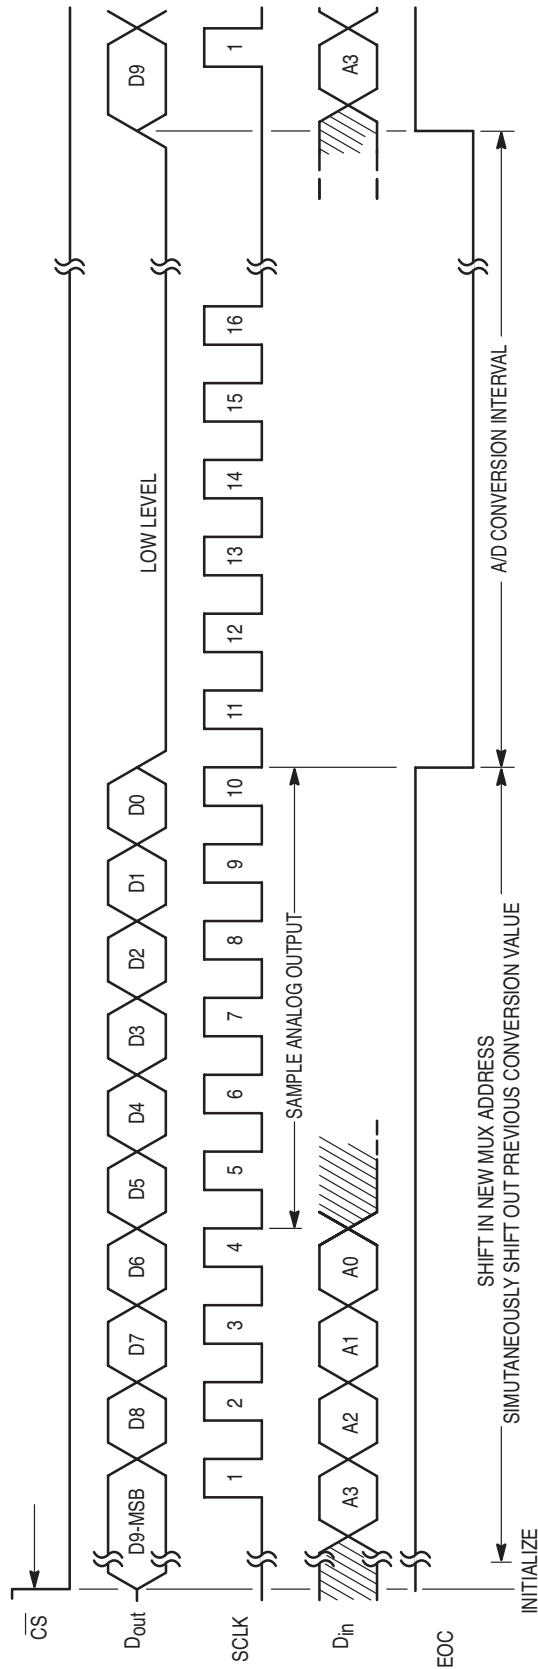 CS
D9-MSB
D8
D7
D6
D5
D4
D3
D2
D1
D0
LOW LEVEL
D9
Dout
SCLK
1
2
3
4
5
6
7
8
9
10
11
12
13
14
15
16
1
SAMPLE ANALOG OUTPUT
Din
A3
A2
A1
A0
A3
EOC
SHIFT IN NEW MUX ADDRESS
SIMUTANEOUSLY SHIFT OUT PREVIOUS CONVERSION VALUE
A/D CONVERSION INTERVAL
INITIALIZE